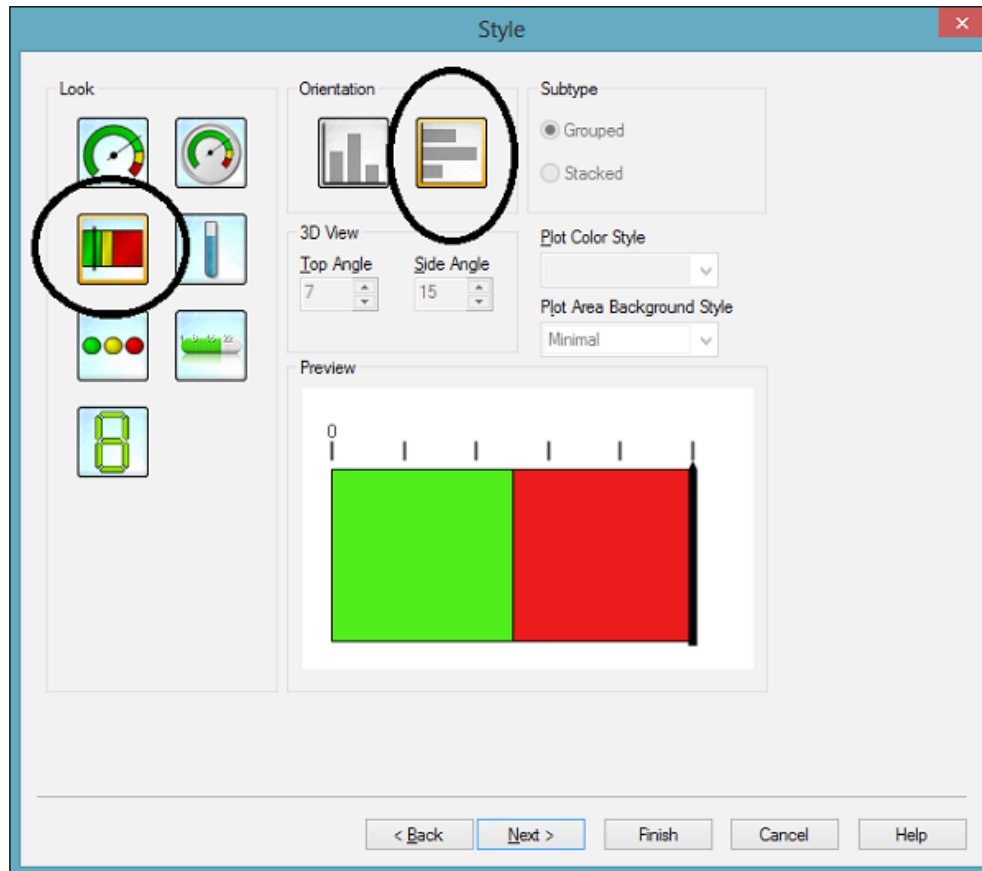 Style
Look
Orientation
Subtype
Grouped
Stacked
3D View
Top Angle
Side Angle
7
15
Plot Color Style
Plot Area Background Style
Minimal
Preview
0
< Back
Next >
Finish
Cancel
Help